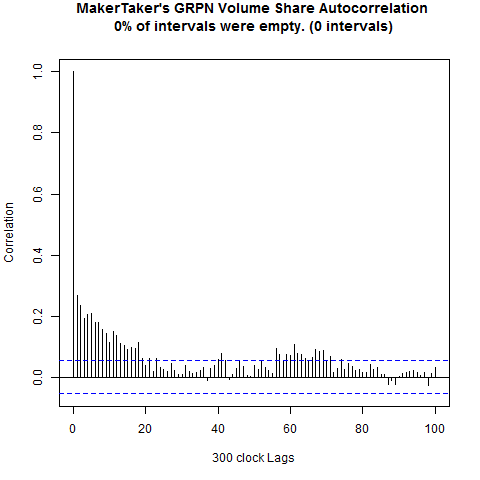 MakerTaker's GRPN Volume Share Autocorrelation
0% of intervals were empty. (0 intervals)
1.0
0.8
0.6
0.4
0.2
0.0
Correlation
0 20 40 60 80 100
300 clock Lags